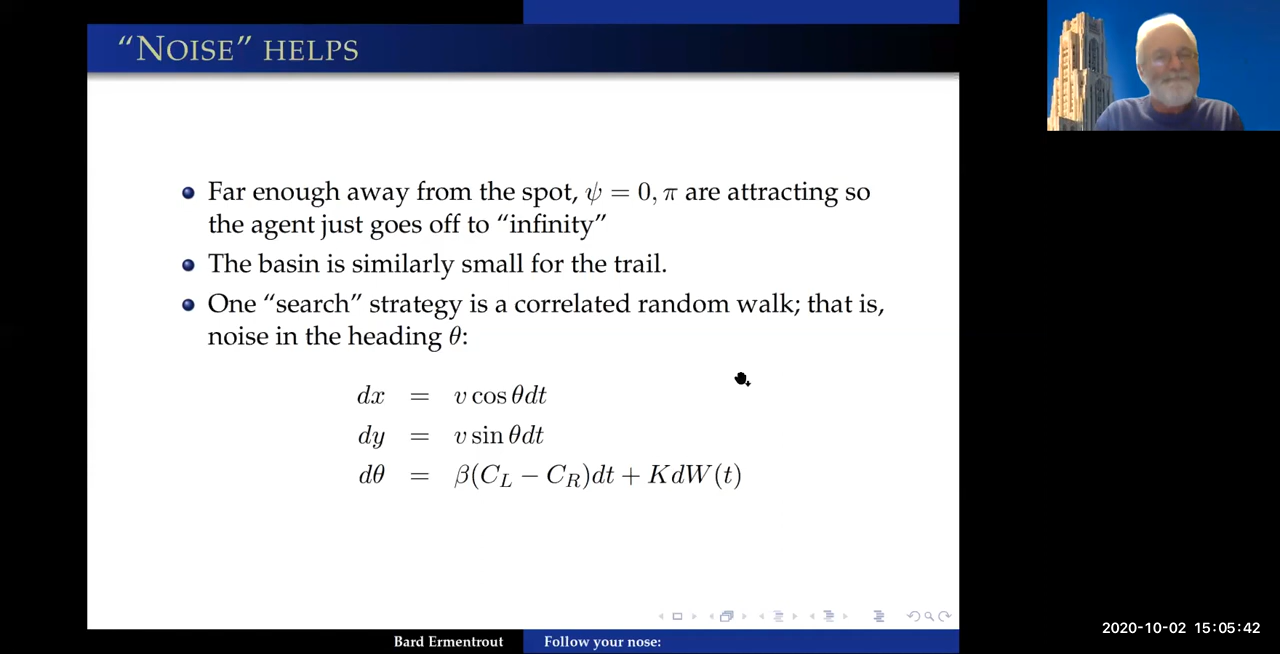 “Noise” helps
Far enough away from the spot, ψ = 0, π are attracting so
the agent just goes off to “infinity”
The basin is similarly small for the trail.
One “search” strategy is a correlated random walk; that is,
noise in the heading θ:
dx = v cos θdt
dy = v sin θdt
dθ = β(C_L − C_R)dt + KdW(t)
Bard Ermentrout
Follow your nose:
2020-10-02 15:05:42